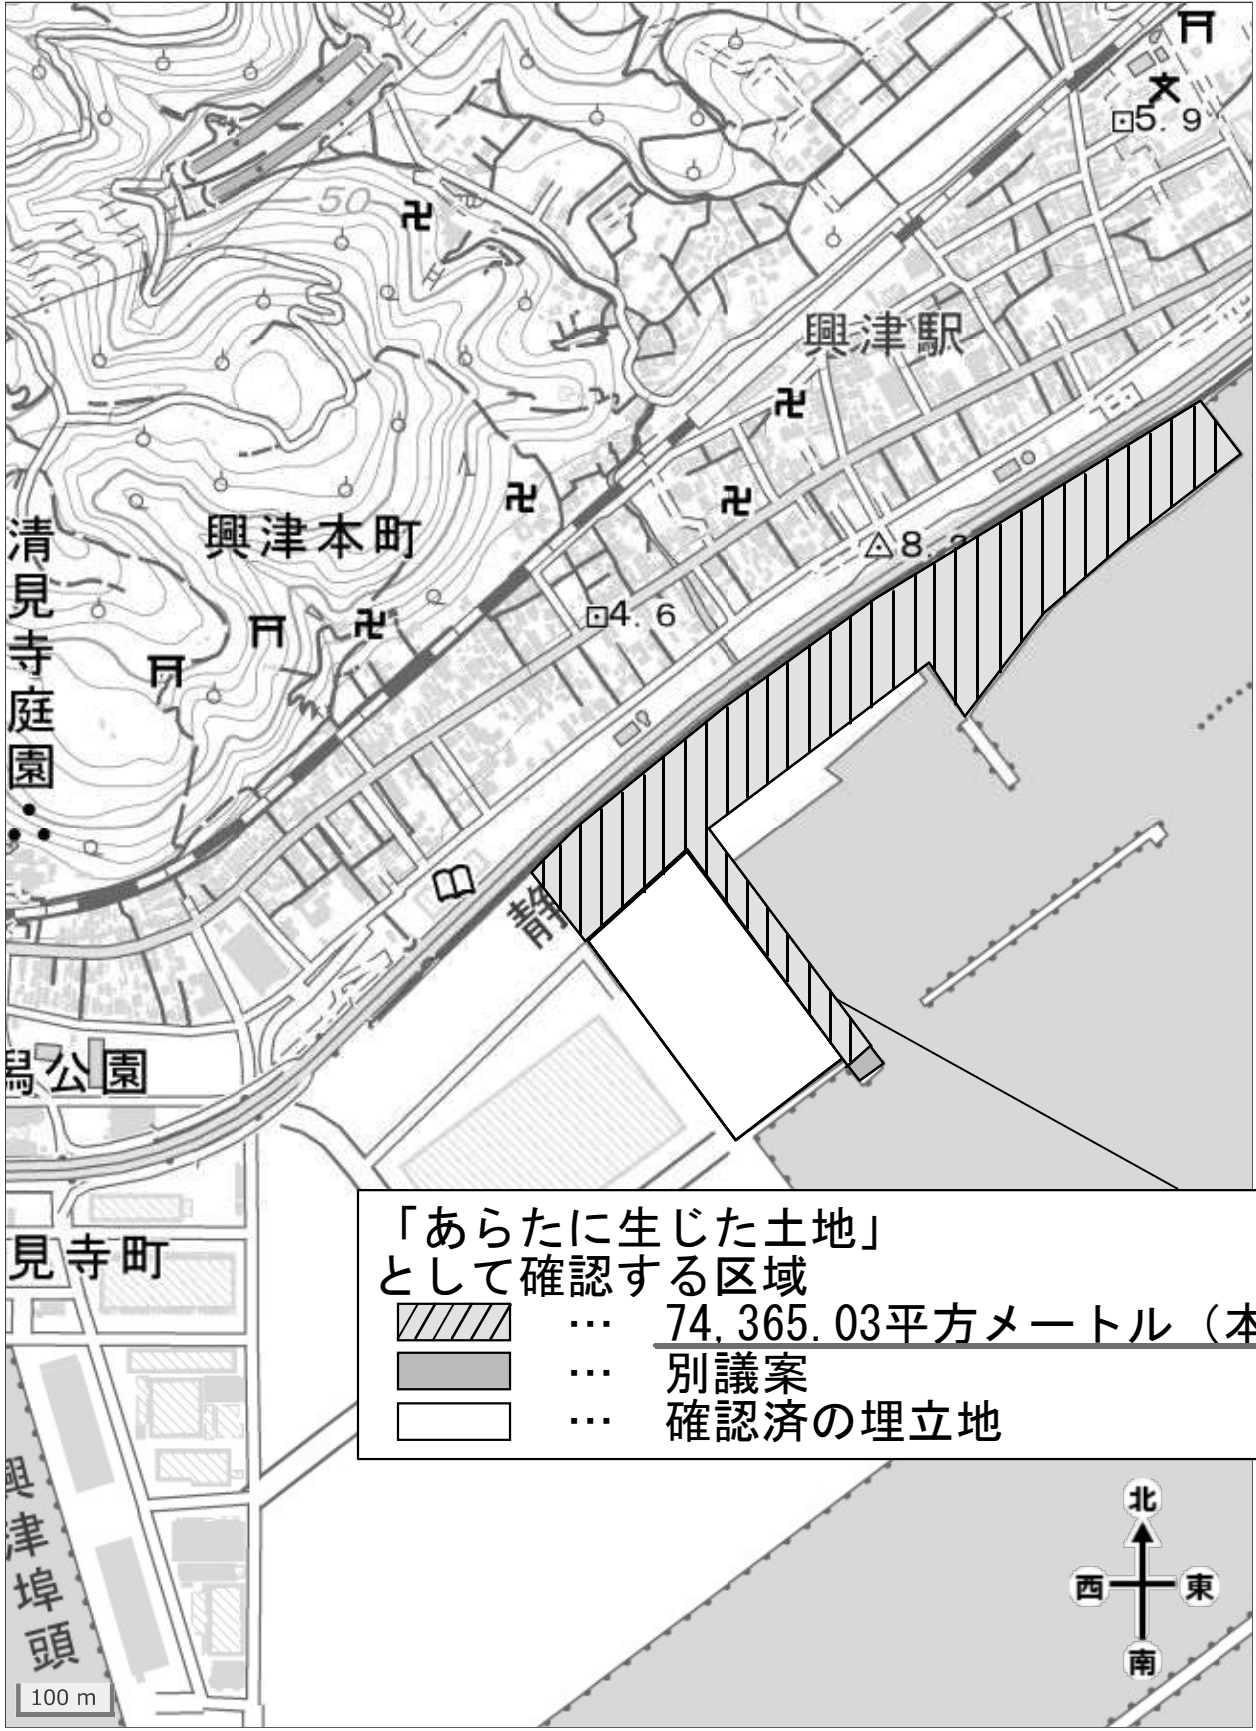 5.9
50
興津駅
興津本町
8.
4.6
清見寺庭園
静
公園
「あらたに生じた土地」
として確認する区域
… 74,365.03平方メートル（本
… 別議案
… 確認済の埋立地
見寺町
興津埠頭
北
西 東
南
100 m